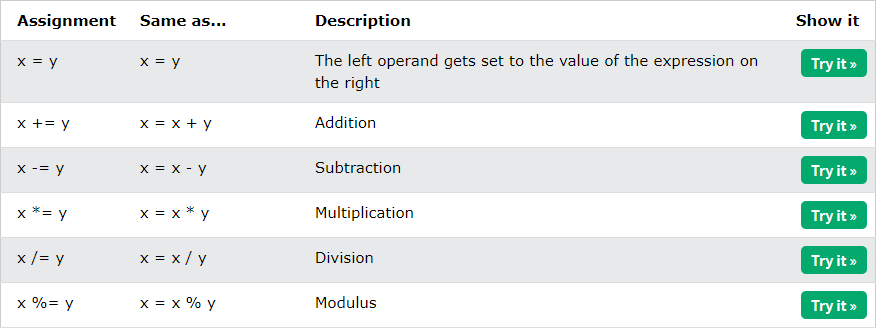 Assignment Same as... Description Show it
x = y x = y The left operand gets set to the value of the expression on
the right Try it »
x += y x = x + y Addition Try it »
x -= y x = x - y Subtraction Try it »
x *= y x = x * y Multiplication Try it »
x /= y x = x / y Division Try it »
x %= y x = x % y Modulus Try it »